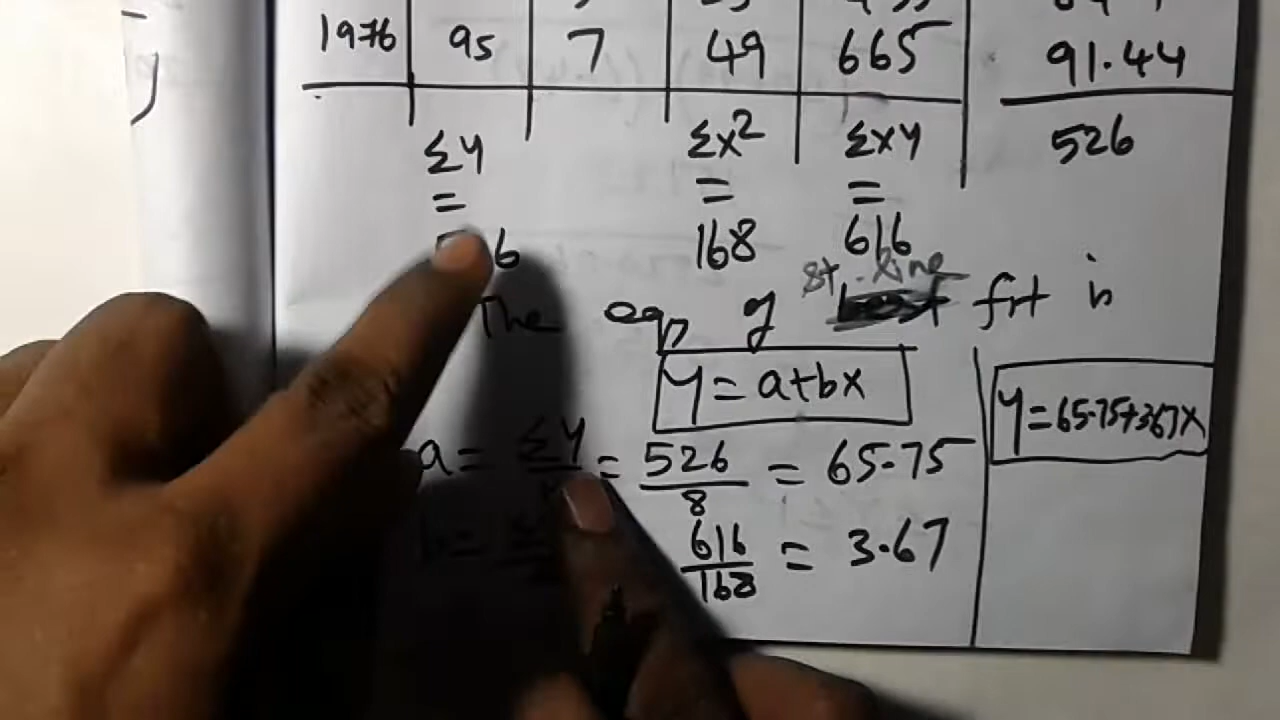 1976 95 7 49 665 91.44
Σy Σx² Σxy 526
= = =
6 168 616
st. line
The eqn of fit is
y = a+bx
y = 65.75+3.67x
a = Σy = 526/8 = 65.75
b = 616/168 = 3.67